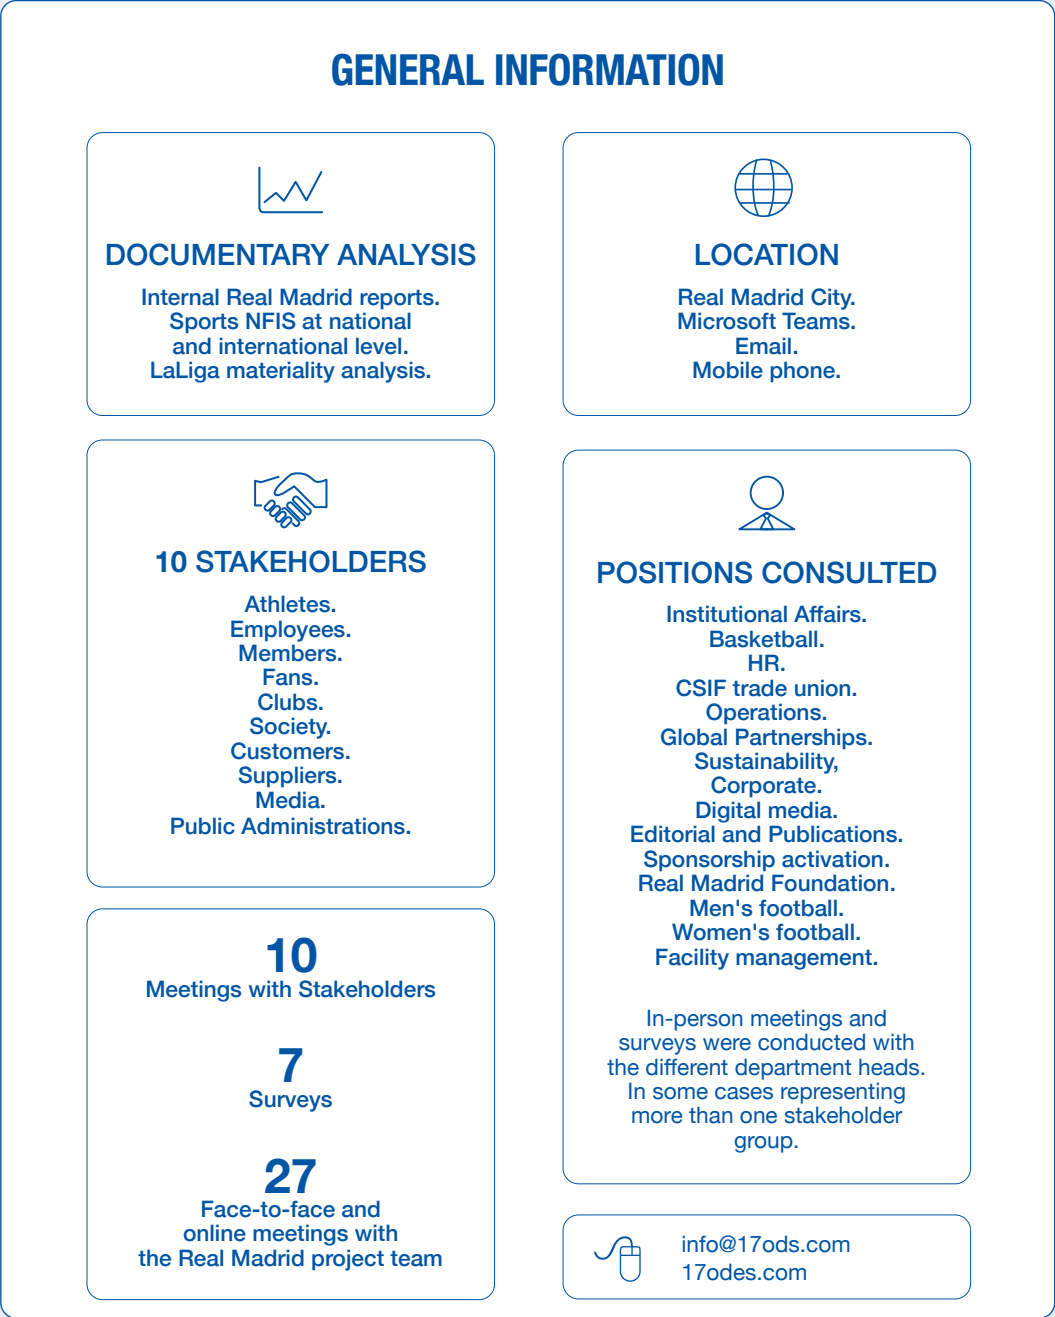 GENERAL INFORMATION
DOCUMENTARY ANALYSIS
Internal Real Madrid reports.
Sports NFIS at national
and international level.
LaLiga materiality analysis.
LOCATION
Real Madrid City.
Microsoft Teams.
Email.
Mobile phone.
10 STAKEHOLDERS
Athletes.
Employees.
Members.
Fans.
Clubs.
Society.
Customers.
Suppliers.
Media.
Public Administrations.
POSITIONS CONSULTED
Institutional Affairs.
Basketball.
HR.
CSIF trade union.
Operations.
Global Partnerships.
Sustainability,
Corporate.
Digital media.
Editorial and Publications.
Sponsorship activation.
Real Madrid Foundation.
Men's football.
Women's football.
Facility management.
In-person meetings and
surveys were conducted with
the different department heads.
In some cases representing
more than one stakeholder
group.
10
Meetings with Stakeholders
7
Surveys
27
Face-to-face and
online meetings with
the Real Madrid project team
info@17ods.com
17odes.com